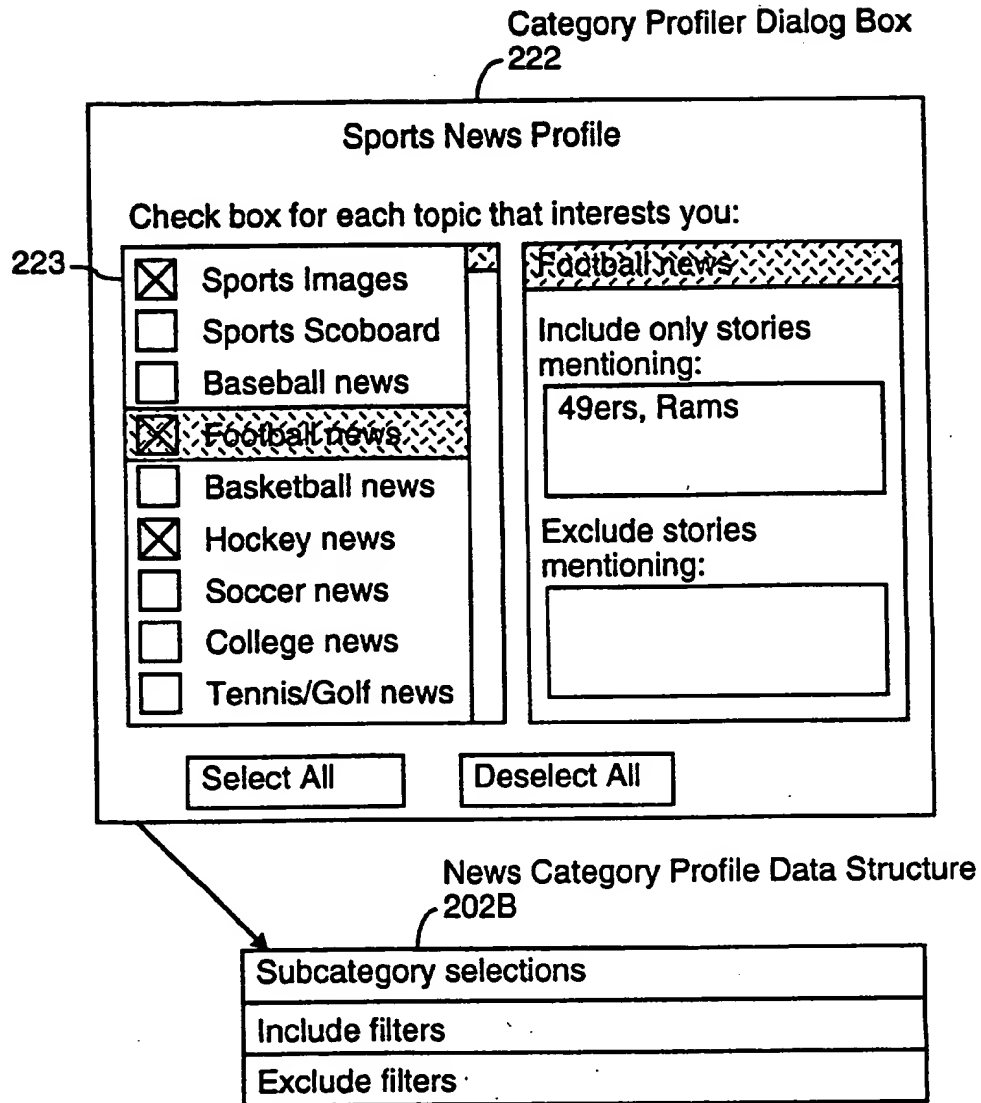 Category Profiler Dialog Box
222
Sports News Profile
Check box for each topic that interests you:
223
Sports Images
Sports Scoboard
Baseball news
Football news
Basketball news
Hockey news
Soccer news
College news
Tennis/Golf news
Football news
Include only stories
mentioning:
49ers, Rams
Exclude stories
mentioning:
Select All
Deselect All
News Category Profile Data Structure
202B
Subcategory selections
Include filters
Exclude filters